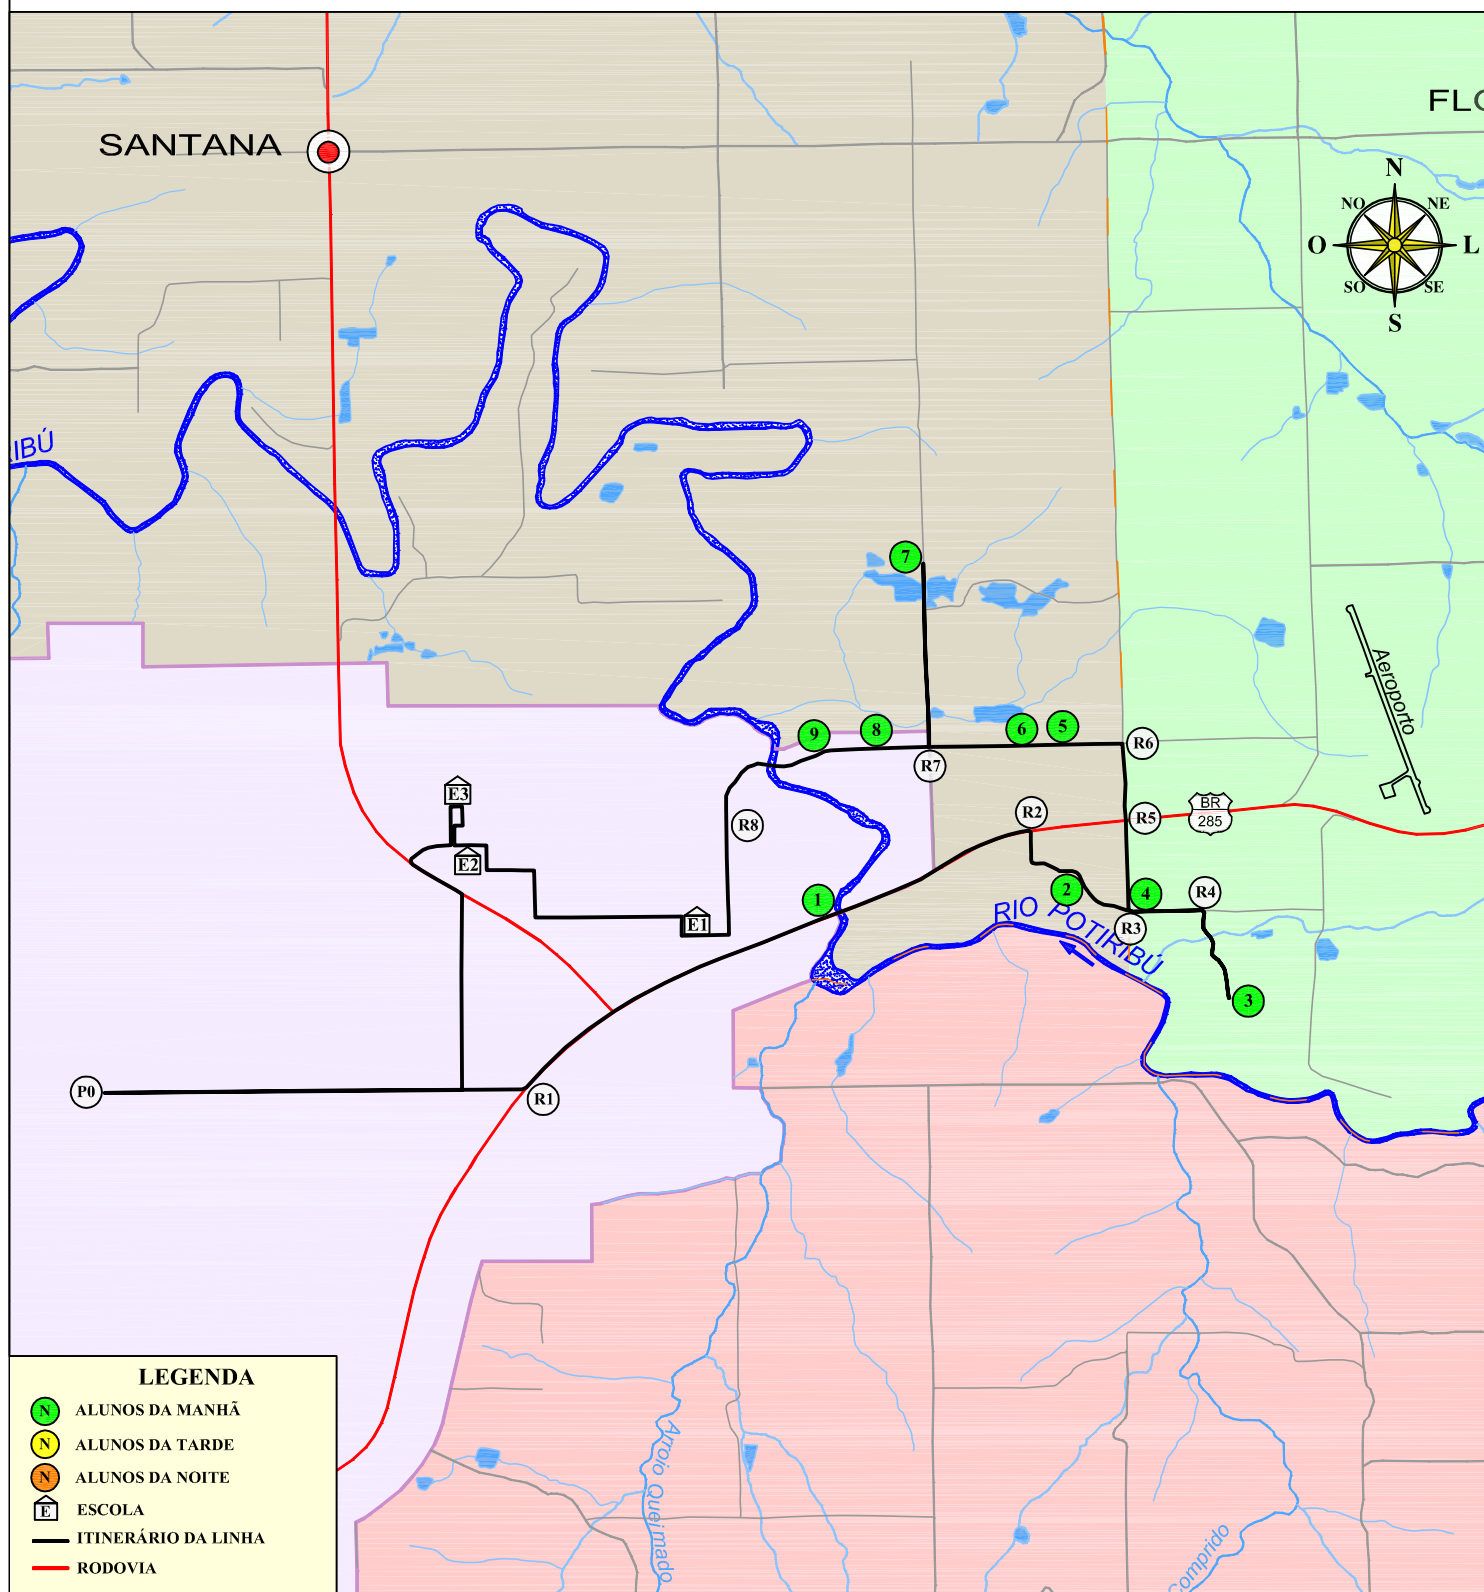 FLO
SANTANA
N
NO
NE
O
L
SO
SE
S
IBÚ
7
Aeroporto
9
8
6
5
R6
R7
E3
R8
R2
R5
BR
285
E2
2
4
R4
1
E1
RIO POTIRIBÚ
R3
3
P0
R1
LEGENDA
N ALUNOS DA MANHÃ
N ALUNOS DA TARDE
N ALUNOS DA NOITE
E ESCOLA
ITINERÁRIO DA LINHA
RODOVIA
Arroio Queimado
Comprido